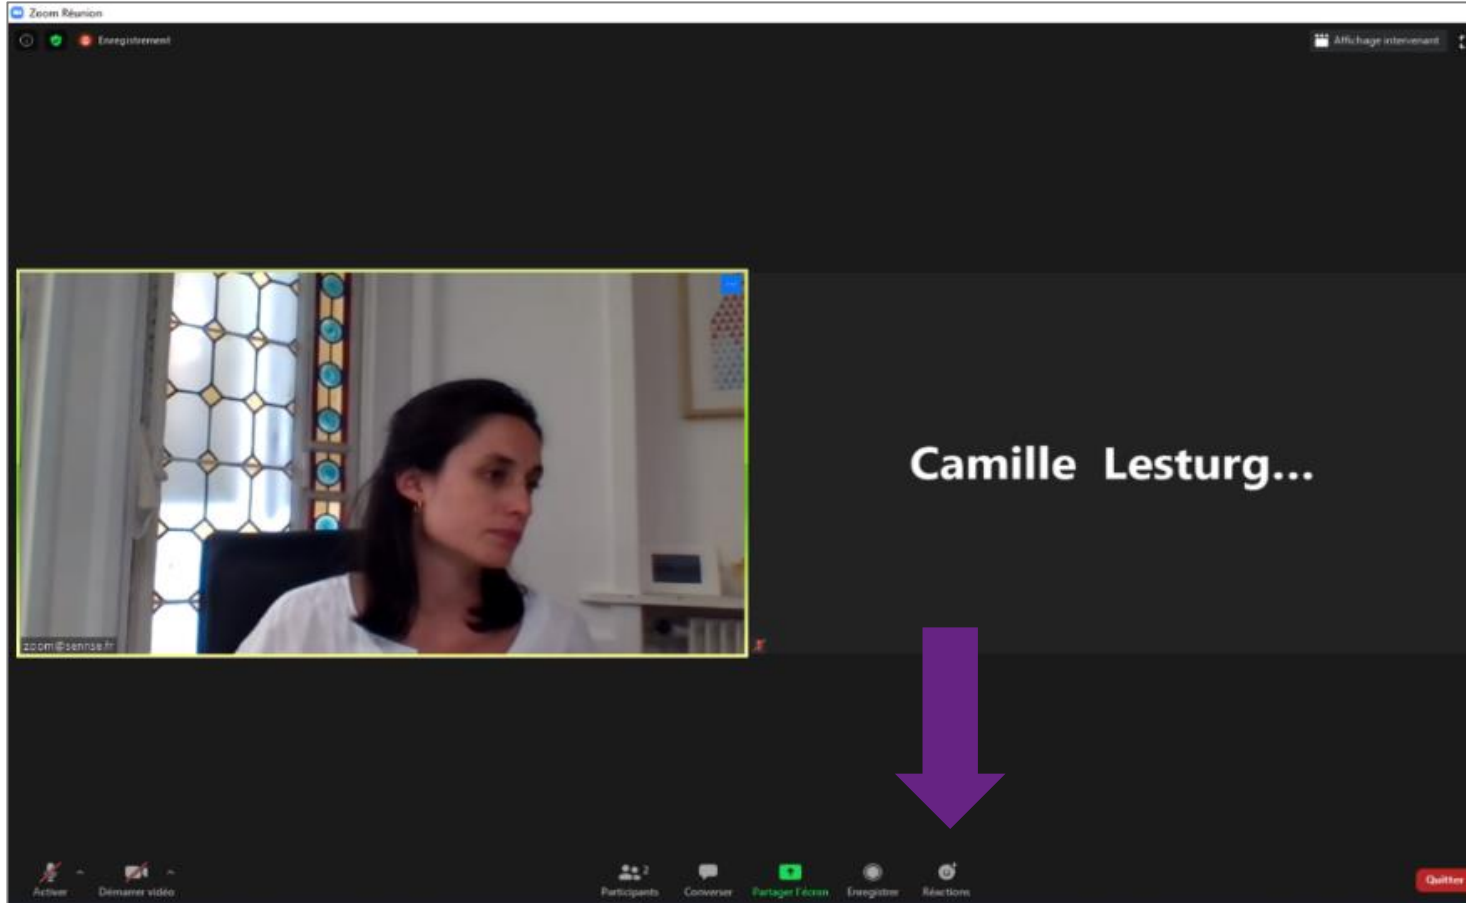 Zoom Réunion
Enregistrement
Affichage intervenant
Camille Lesturg...
zoom@sennse.fr
Activer
Démarrer vidéo
Participants
2
Converser
Partager l'écran
Enregistrer
Réactions
Quitter